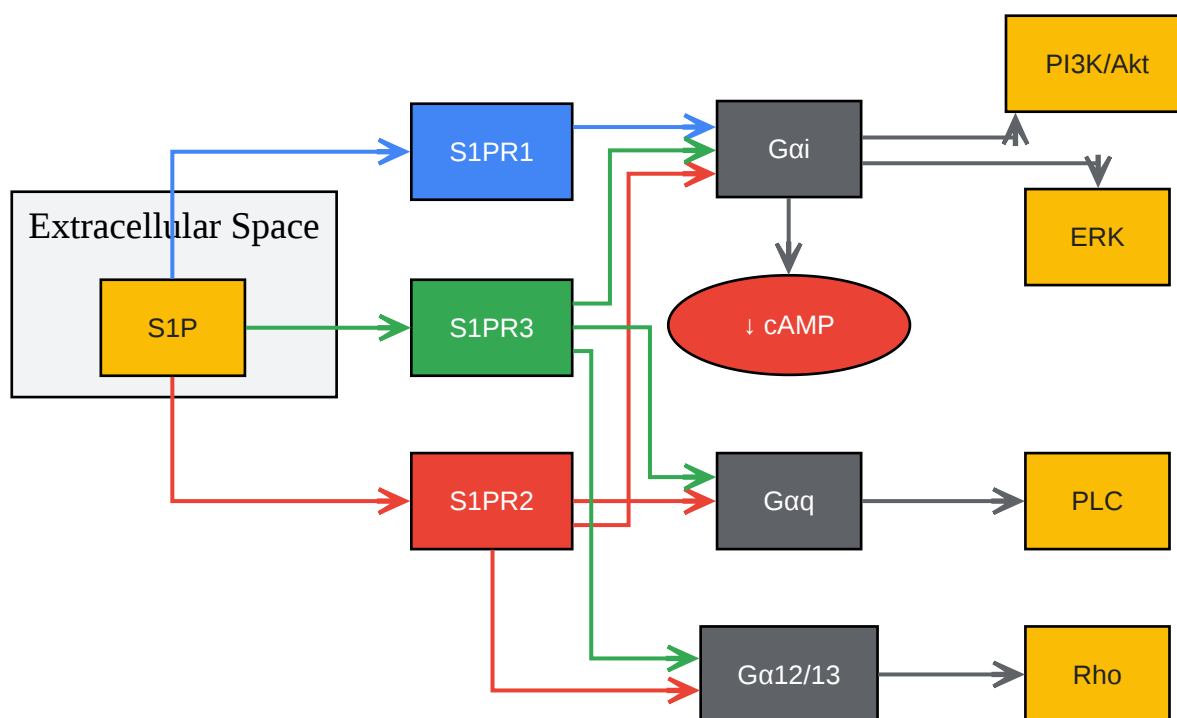 PI3K/Akt
S1PR1
Gαi
Extracellular Space
ERK
S1P
S1PR3
↓ cAMP
S1PR2
Gαq
PLC
Gα12/13
Rho